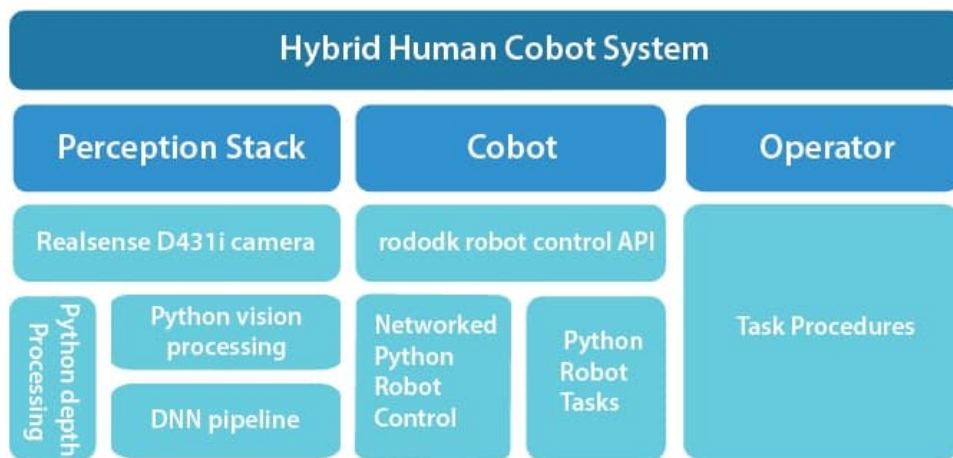 Hybrid Human Cobot System
Perception Stack
Cobot
Operator
Realsense D431i camera
rododk robot control API
Python depth
Processing
Python vision
processing
DNN pipeline
Networked
Python
Robot
Control
Python
Robot
Tasks
Task Procedures